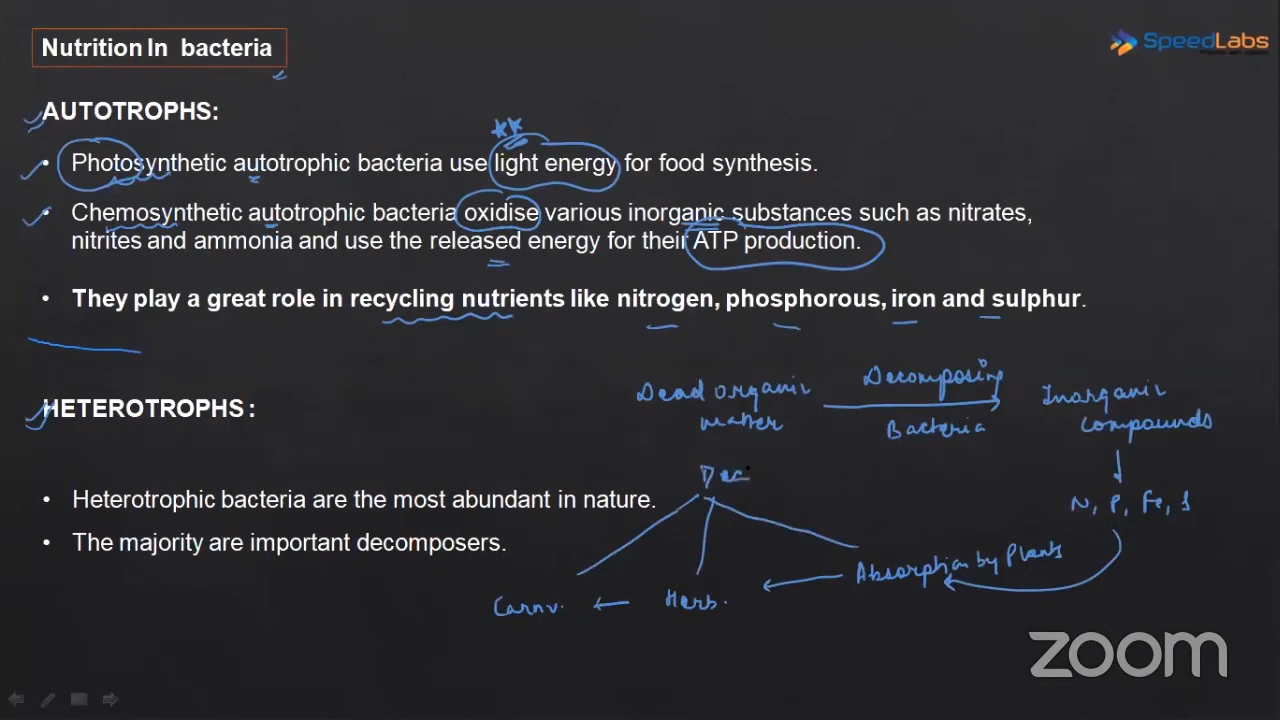 Nutrition In bacteria
SpeedLabs
AUTOTROPHS:
• Photosynthetic autotrophic bacteria use light energy for food synthesis.
• Chemosynthetic autotrophic bacteria oxidise various inorganic substances such as nitrates,
nitrites and ammonia and use the released energy for their ATP production.
• They play a great role in recycling nutrients like nitrogen, phosphorous, iron and sulphur.
Dead organic
matter
Decomposing
Bacteria
Inorganic
compounds
HETEROTROPHS :
Dec
N, P, Fe, S
• Heterotrophic bacteria are the most abundant in nature.
• The majority are important decomposers.
Absorption by Plants
Herb.
Carnv.
zoom